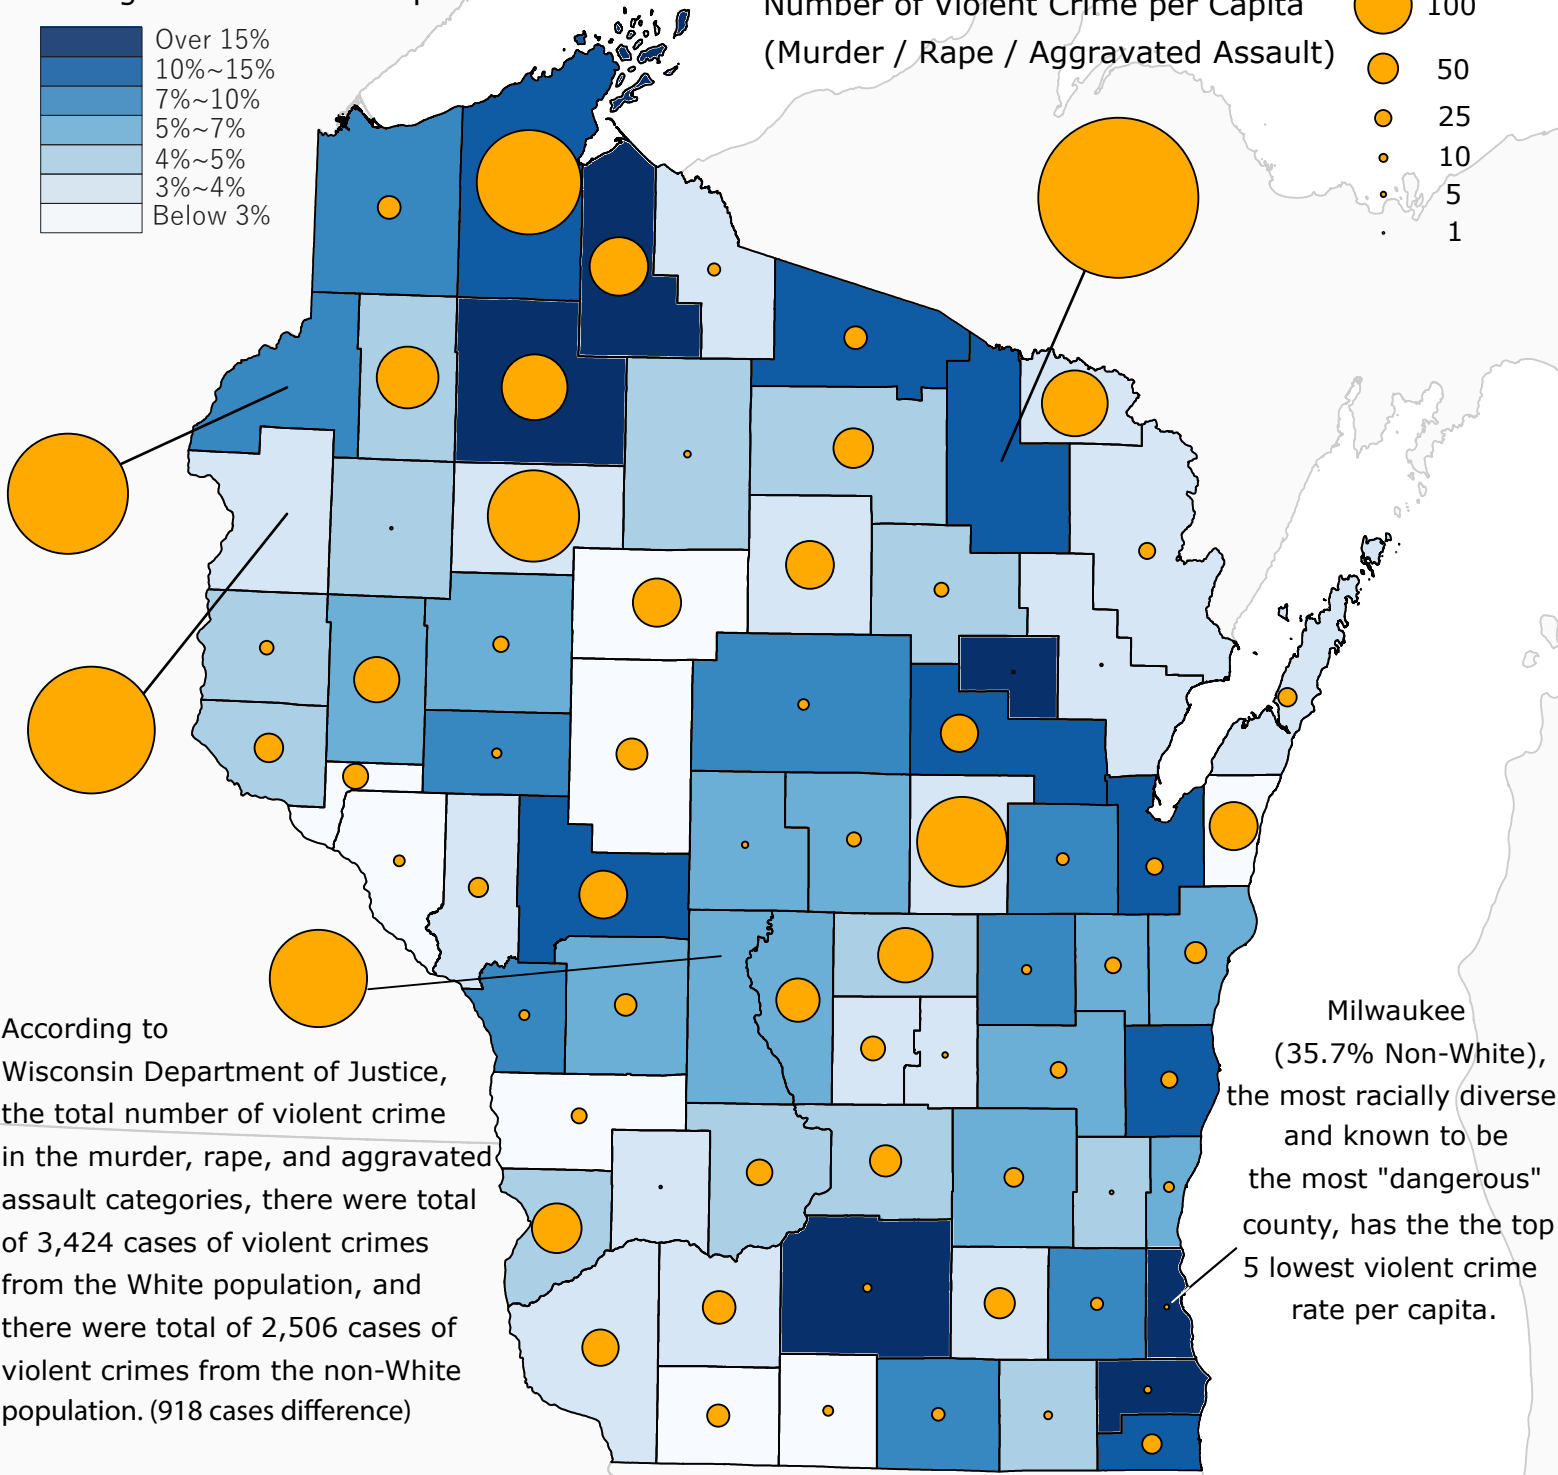 Over 15%
10%~15%
7%~10%
5%~7%
4%~5%
3%~4%
Below 3%
Number of Violent Crime per Capita
(Murder / Rape / Aggravated Assault)
100
50
25
10
5
1
According to
Wisconsin Department of Justice,
the total number of violent crime
in the murder, rape, and aggravated
assault categories, there were total
of 3,424 cases of violent crimes
from the White population, and
there were total of 2,506 cases of
violent crimes from the non-White
population. (918 cases difference)
Milwaukee
(35.7% Non-White),
the most racially diverse
and known to be
the most "dangerous"
county, has the the top
5 lowest violent crime
rate per capita.